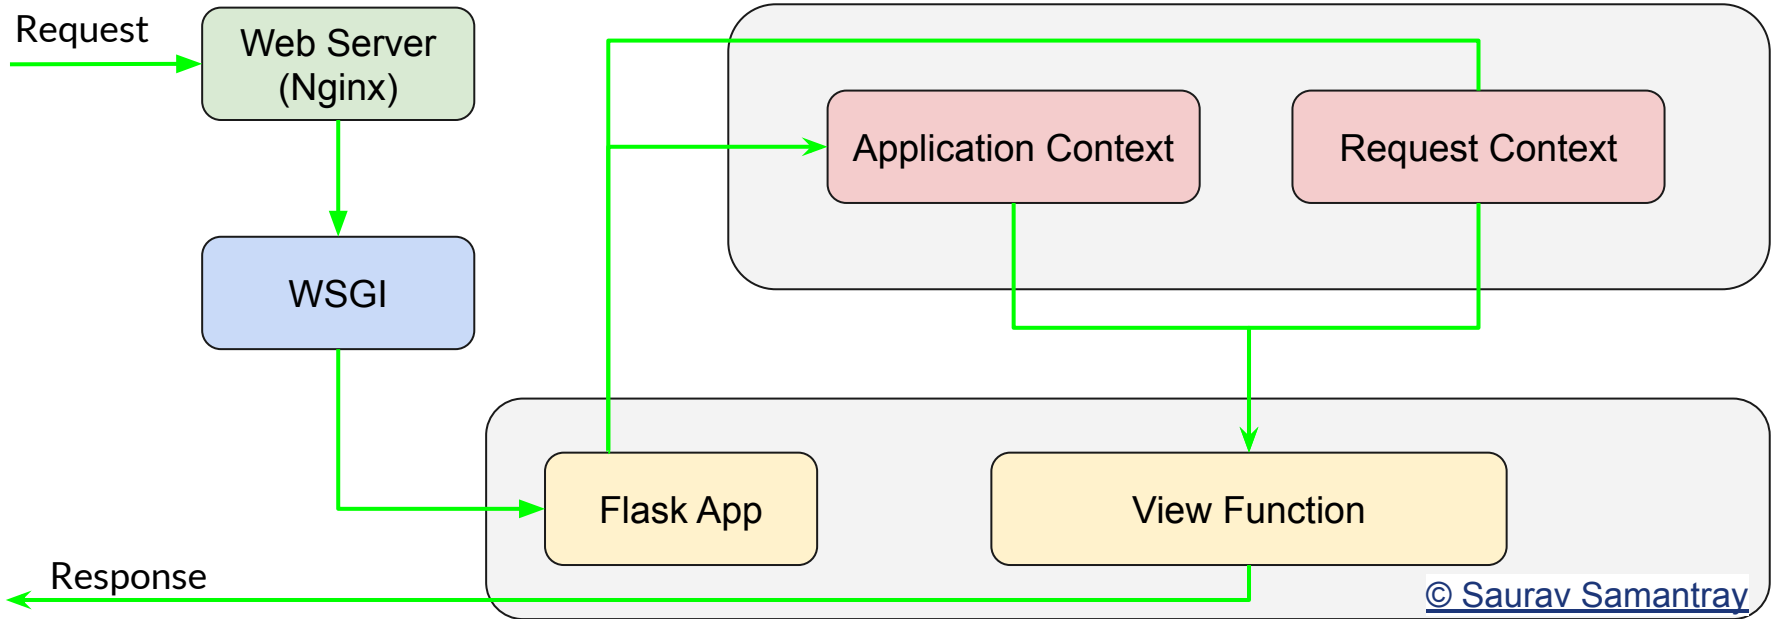 Request
Web Server
(Nginx)
Application Context
Request Context
WSGI
Flask App
View Function
Response
© Saurav Samantray